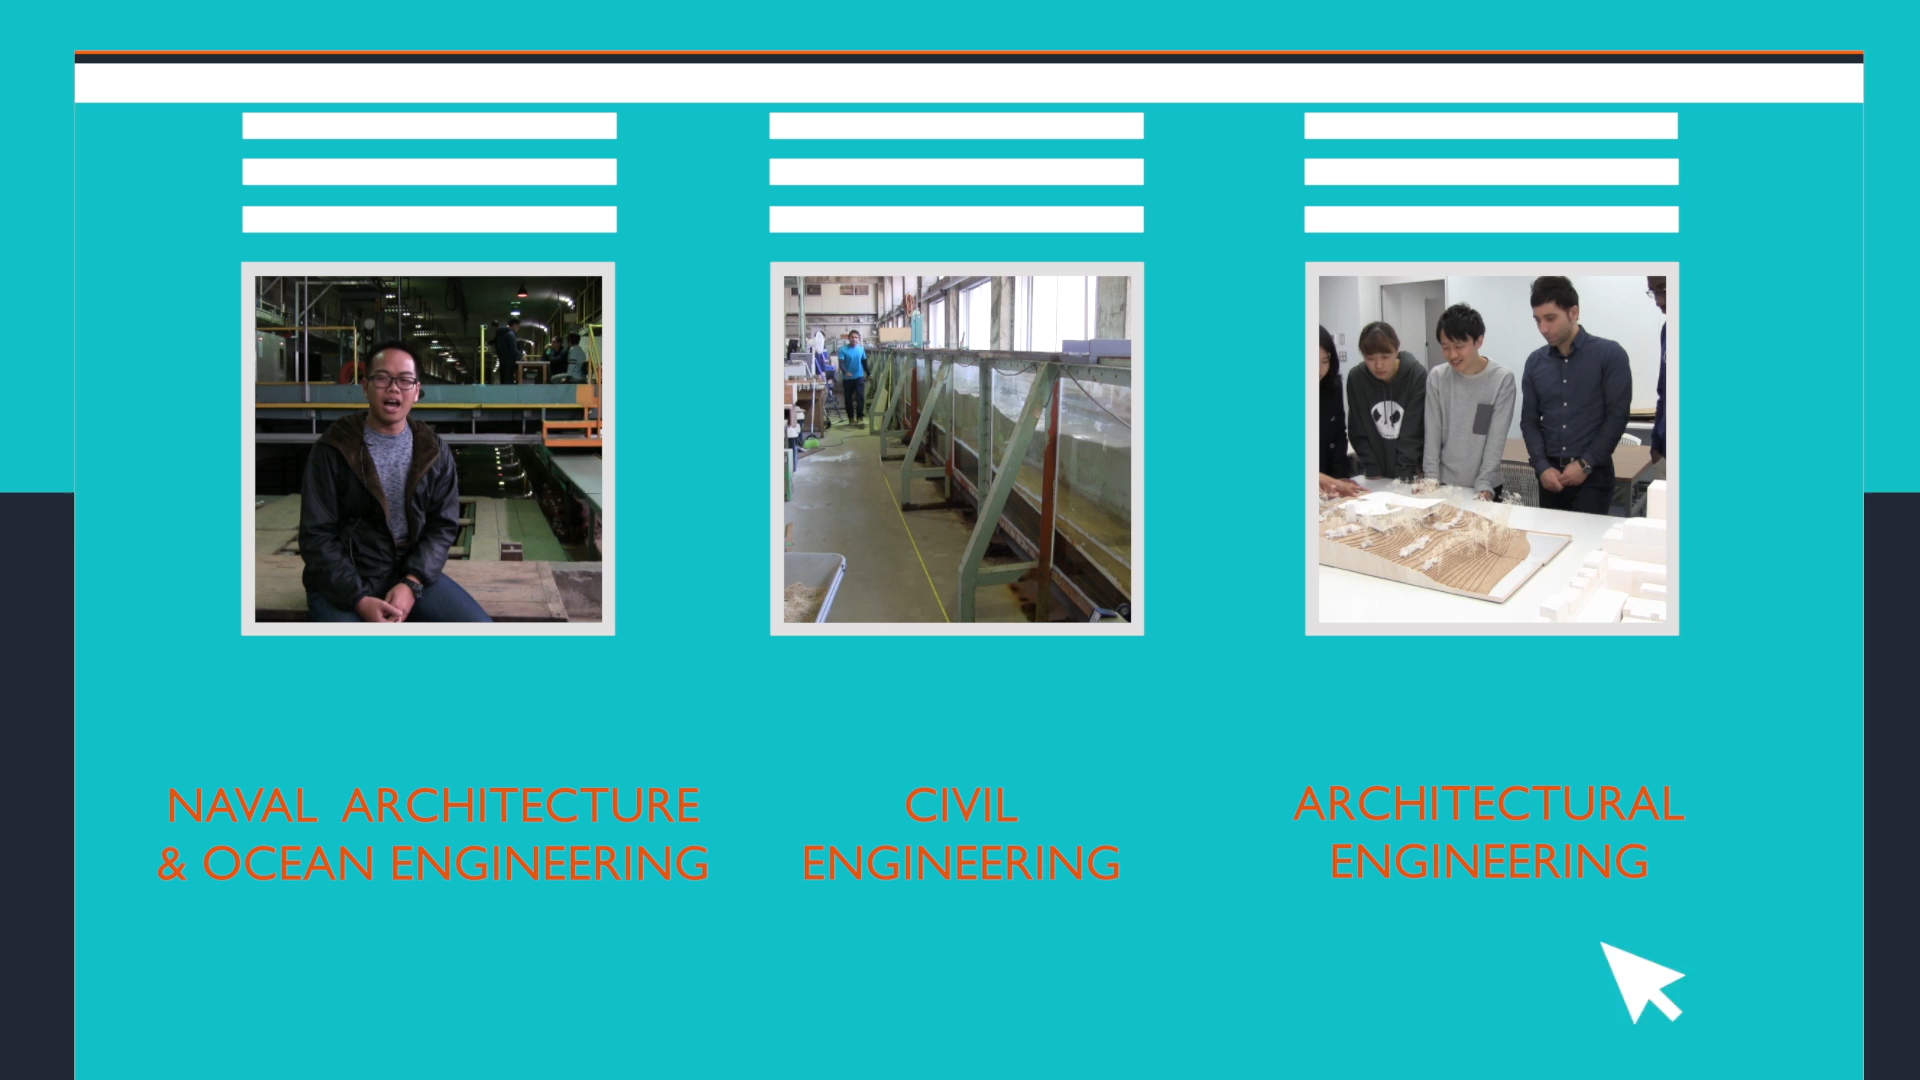 NAVAL ARCHITECTURE
& OCEAN ENGINEERING
CIVIL
ENGINEERING
ARCHITECTURAL
ENGINEERING